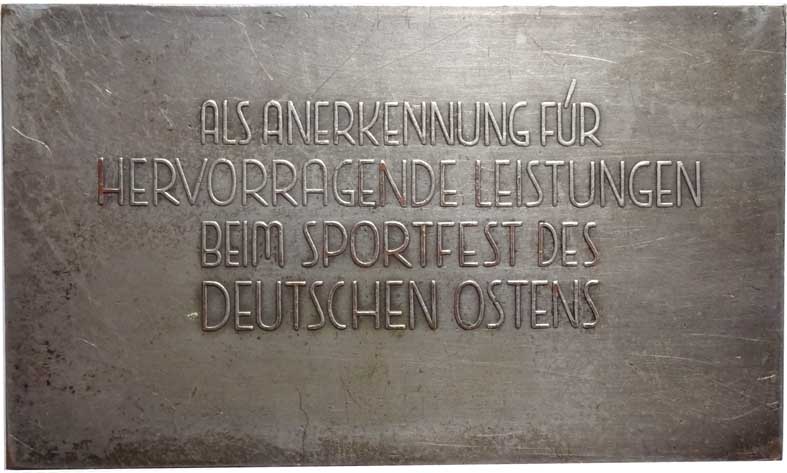 ALS ANERKENNUNG FÚR
HERVORRAGENDE LEISTUNGEN
BEIM SPORTFEST DES
DEUTSCHEN OSTENS